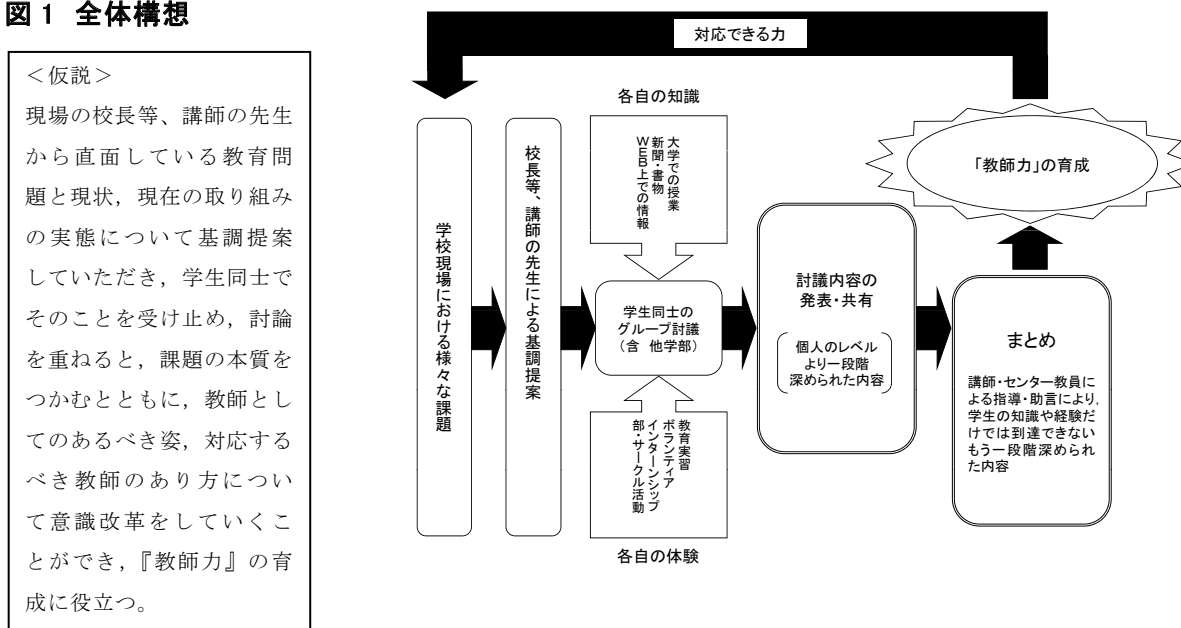 図1 全体構想
＜仮説＞
現場の校長等、講師の先生
から直面している教育問
題と現状，現在の取り組み
の実態について基調提案
していただき，学生同士で
そのことを受け止め，討論
を重ねると，課題の本質を
つかむとともに，教師とし
てのあるべき姿，対応する
べき教師のあり方につい
て意識改革をしていくこ
とができ，『教師力』の育
成に役立つ。
対応できる力
学校現場における様々な課題
校長等、講師の先生による基調提案
各自の知識
大学での授業
新聞・書物
WEB上での情報
学生同士の
グループ討議
（含 他学部）
教育実習
ボランティア
インターンシップ
部・サークル活動
各自の体験
討議内容の
発表・共有
個人のレベル
より一段階
深められた内容
まとめ
講師・センター教員に
よる指導・助言により，
学生の知識や経験だ
けでは到達できない
もう一段階深められ
た内容
「教師力」の育成